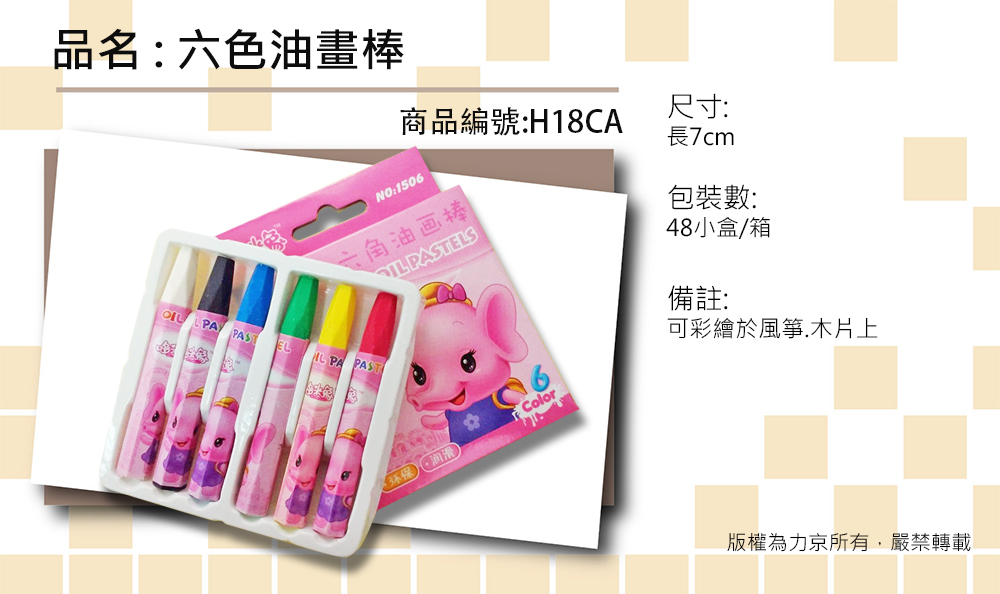 品名 : 六色油畫棒
商品編號:H18CA
尺寸:
長7cm
包裝數:
48小盒/箱
備註:
可彩繪於風箏.木片上
NO:1506
六角油画棒
OIL PASTELS
6
Color
环保 · 润滑
版權為力京所有，嚴禁轉載